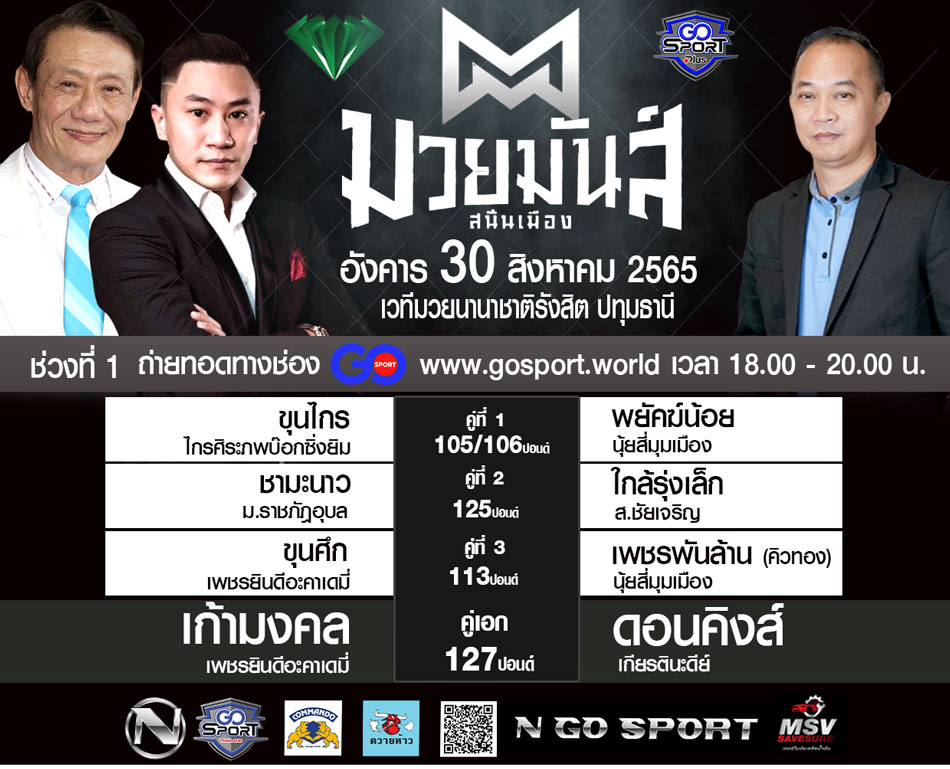 GO
SPORT
Plus
มวยมันส์
สนั่นเมือง
อังคาร 30 สิงหาคม 2565
เวทีมวยนานาชาติรังสิต ปทุมธานี
ช่วงที่ 1 ถ่ายทอดทางช่อง GO SPORT www.gosport.world เวลา 18.00 - 20.00 น.
ขุนไกร คู่ที่ 1 พยัคฆ์น้อย
ไกรศิระภพบ๊อกซิ่งยิม 105/106ปอนด์ นุ้ยสี่มุมเมือง
ชามะนาว คู่ที่ 2 ใกล้รุ่งเล็ก
ม.ราชภัฏอุบล 125ปอนด์ ส.ชัยเจริญ
ขุนศึก คู่ที่ 3 เพชรพันล้าน (คิวทอง)
เพชรยินดีอะคาเดมี่ 113ปอนด์ นุ้ยสี่มุมเมือง
เก้ามงคล คู่เอก ดอนคิงส์
เพชรยินดีอะคาเดมี่ 127ปอนด์ เกียรตินะดีย์
N
GO
SPORT
COMMANDO
ควายหาว
N GO SPORT
MSV
SAVESURE